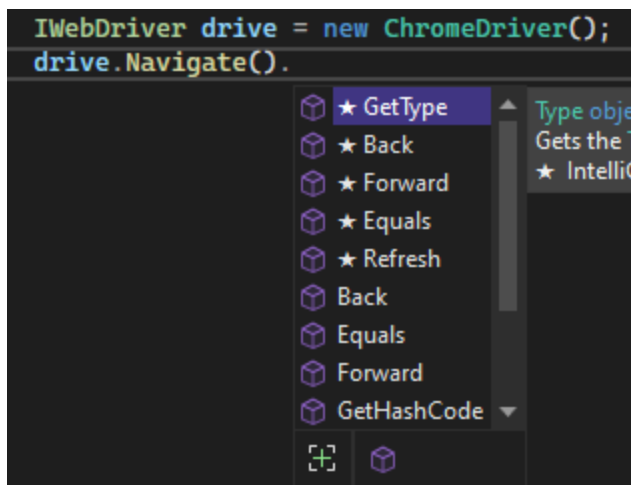 IWebDriver drive = new ChromeDriver();
drive.Navigate().
★ GetType
★ Back
★ Forward
★ Equals
★ Refresh
Back
Equals
Forward
GetHashCode
Type obje
Gets the
★ Intelli